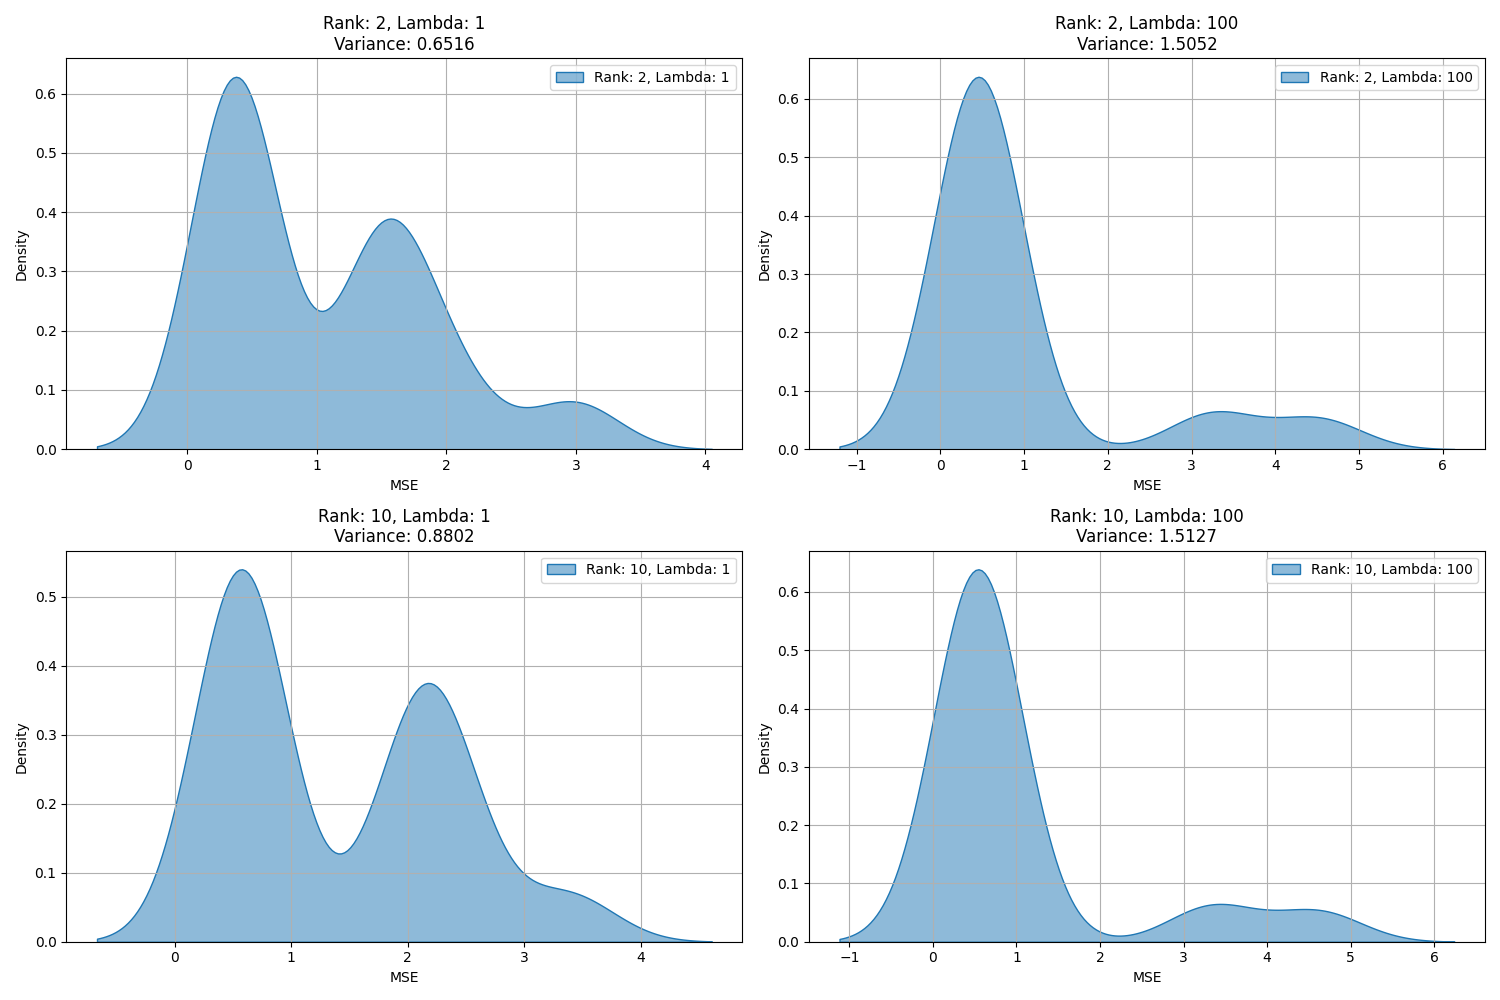 Rank: 2, Lambda: 1
Variance: 0.6516
Rank: 2, Lambda: 1
0.6
0.5
0.4
0.3
0.2
0.1
0.0
Density
0 1 2 3 4
MSE
Rank: 2, Lambda: 100
Variance: 1.5052
Rank: 2, Lambda: 100
0.6
0.5
0.4
0.3
0.2
0.1
0.0
Density
−1 0 1 2 3 4 5 6
MSE
Rank: 10, Lambda: 1
Variance: 0.8802
Rank: 10, Lambda: 1
0.5
0.4
0.3
0.2
0.1
0.0
Density
0 1 2 3 4
MSE
Rank: 10, Lambda: 100
Variance: 1.5127
Rank: 10, Lambda: 100
0.6
0.5
0.4
0.3
0.2
0.1
0.0
Density
−1 0 1 2 3 4 5 6
MSE